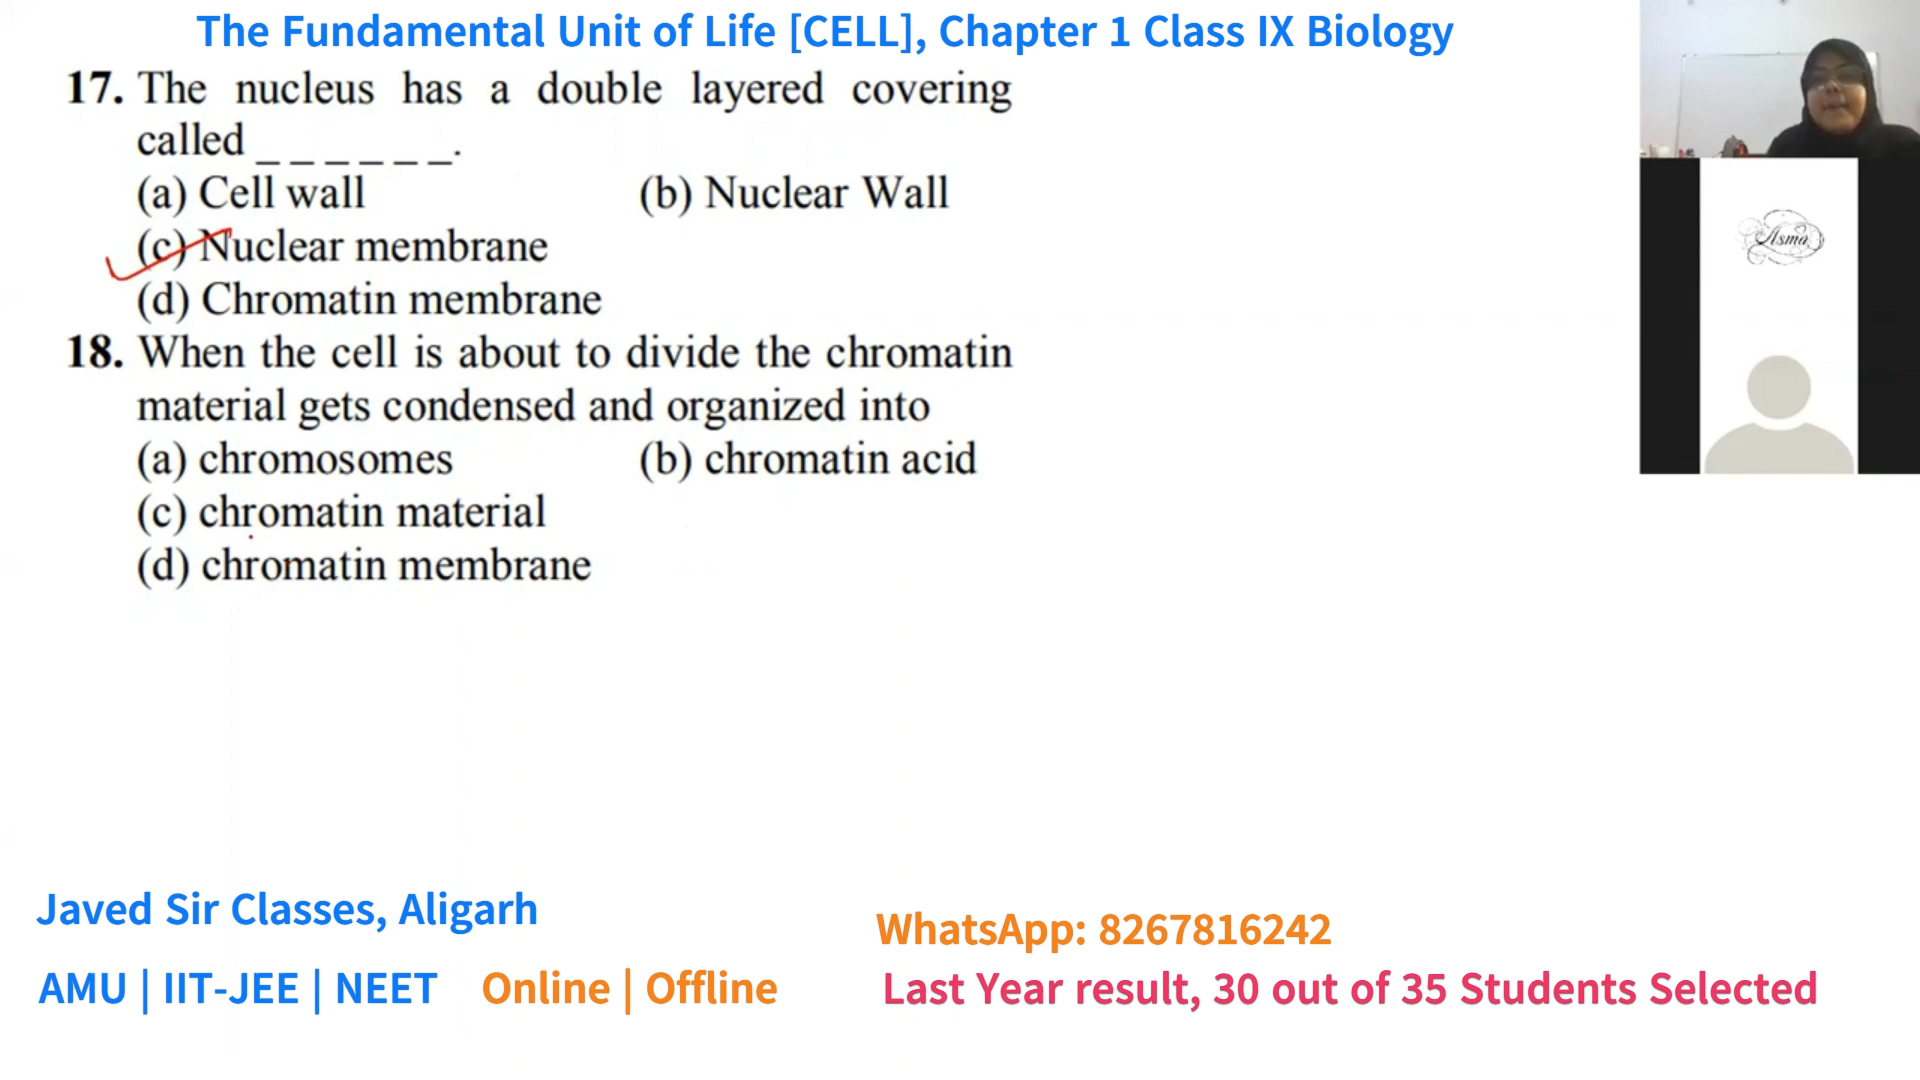 The Fundamental Unit of Life [CELL], Chapter 1 Class IX Biology
17. The nucleus has a double layered covering
called _ _ _ _ _ _.
(a) Cell wall (b) Nuclear Wall
(c) Nuclear membrane
(d) Chromatin membrane
18. When the cell is about to divide the chromatin
material gets condensed and organized into
(a) chromosomes (b) chromatin acid
(c) chromatin material
(d) chromatin membrane
Asma
Javed Sir Classes, Aligarh
WhatsApp: 8267816242
AMU | IIT-JEE | NEET Online | Offline
Last Year result, 30 out of 35 Students Selected